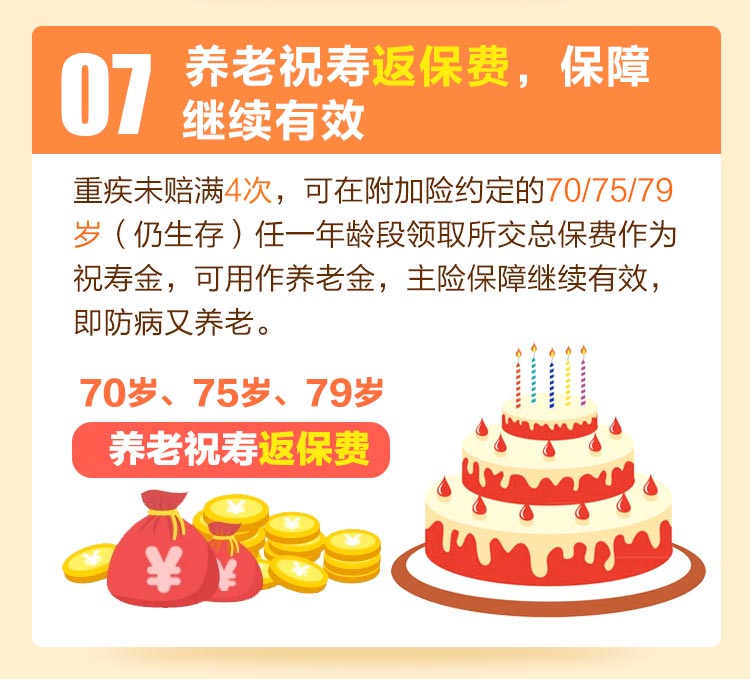 07
养老祝寿返保费，保障
继续有效
重疾未赔满4次，可在附加险约定的70/75/79
岁（仍生存）任一年龄段领取所交总保费作为
祝寿金，可用作养老金，主险保障继续有效，
即防病又养老。
70岁、75岁、79岁
养老祝寿返保费
¥
¥
¥
¥
¥
¥